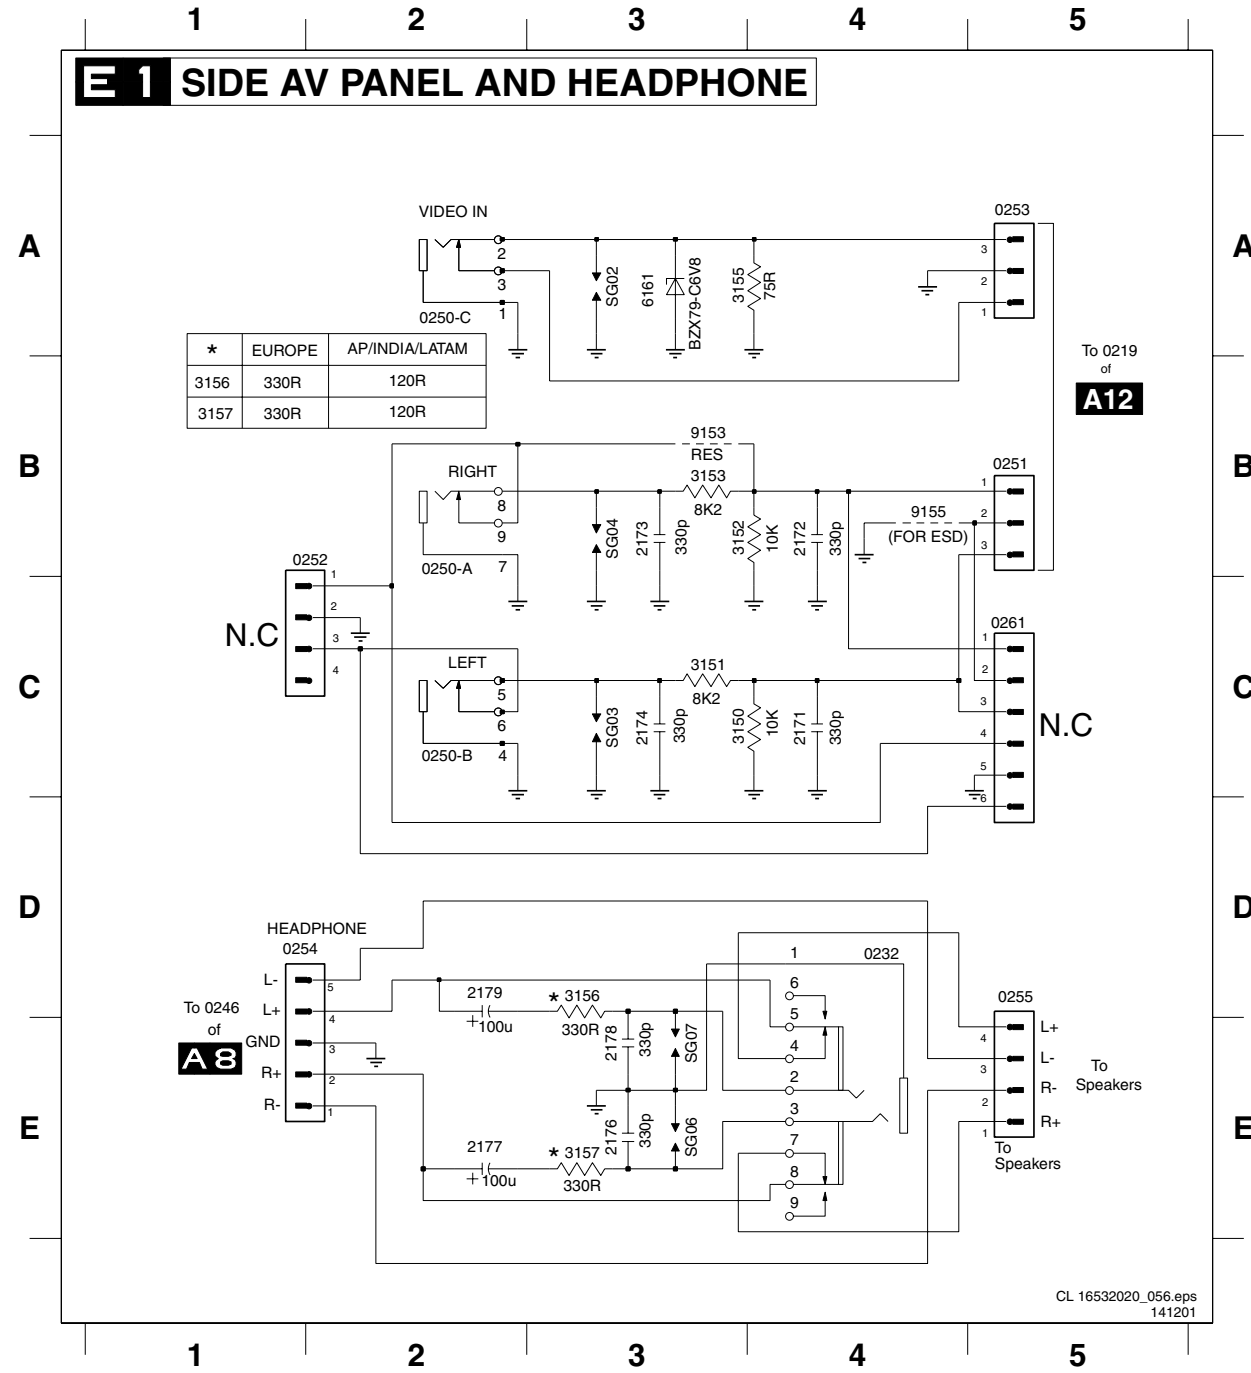 1 2 3 4 5
E 1 SIDE AV PANEL AND HEADPHONE
A
A
VIDEO IN
0253
2
3
1
0250-C
SG02
6161
BZX79-C6V8
3155
75R
3
2
1
* EUROPE AP/INDIA/LATAM
3156 330R 120R
3157 330R 120R
To 0219
of
A12
B
B
9153
RES
RIGHT
8
9
7
0250-A
3153
8K2
SG04
2173
330p
3152
10K
2172
330p
9155
(FOR ESD)
0251
1
2
3
0252
1
2
3
4
N.C
C
C
LEFT
5
6
4
0250-B
3151
8K2
SG03
2174
330p
3150
10K
2171
330p
0261
1
2
3
4
5
6
N.C
D
D
HEADPHONE
0254
L-
L+
GND
R+
R-
5
4
3
2
1
To 0246
of
A 8
2179
+100u
* 3156
330R
2178
330p
SG07
2176
330p
SG06
2177
+100u
* 3157
330R
1
0232
6
5
4
2
3
7
8
9
0255
L+
L-
R-
R+
4
3
2
1
To
Speakers
To
Speakers
E
E
CL 16532020_056.eps
141201
1 2 3 4 5